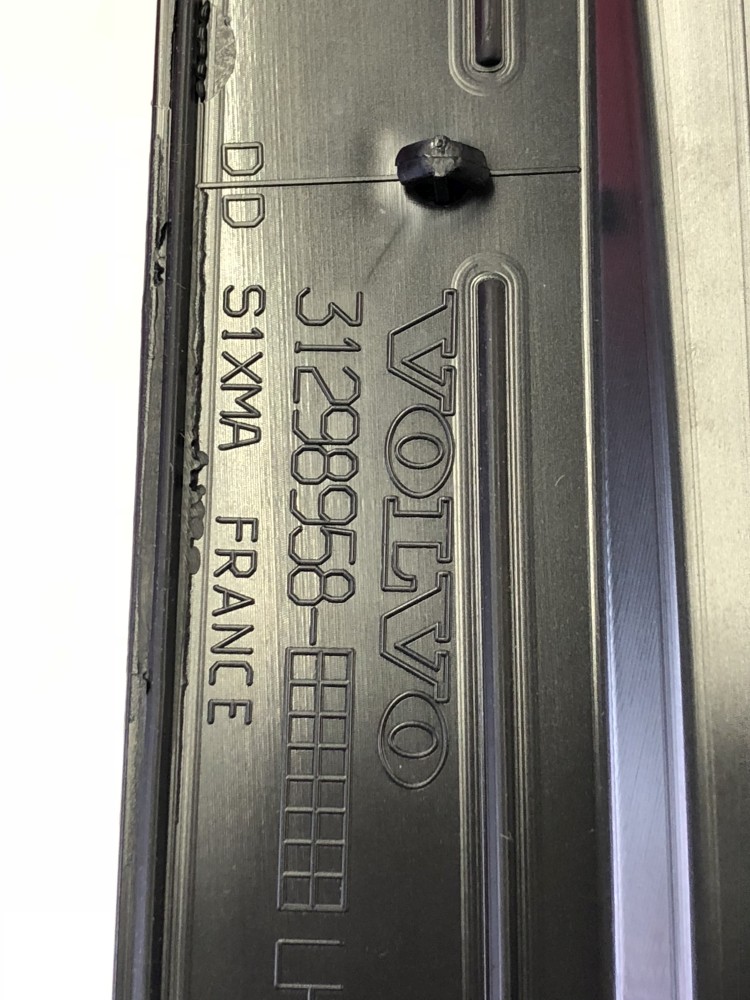 VOLVO
31298958- LH
DD S1XMA FRANCE